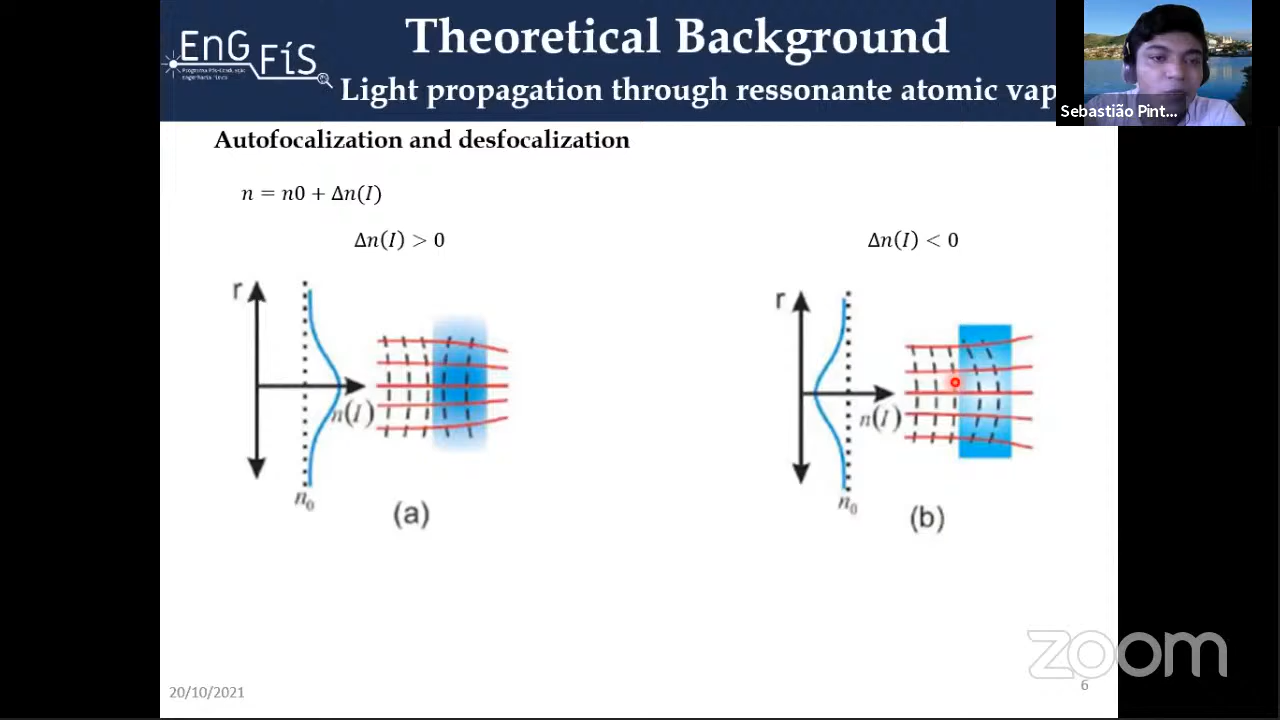 EnG FíS
Theoretical Background
Light propagation through ressonante atomic vap
Sebastião Pint...
Autofocalization and desfocalization
n = n0 + Δn(I)
Δn(I) > 0
Δn(I) < 0
r
n(I)
n₀
(a)
r
n(I)
n₀
(b)
zoom
20/10/2021
6